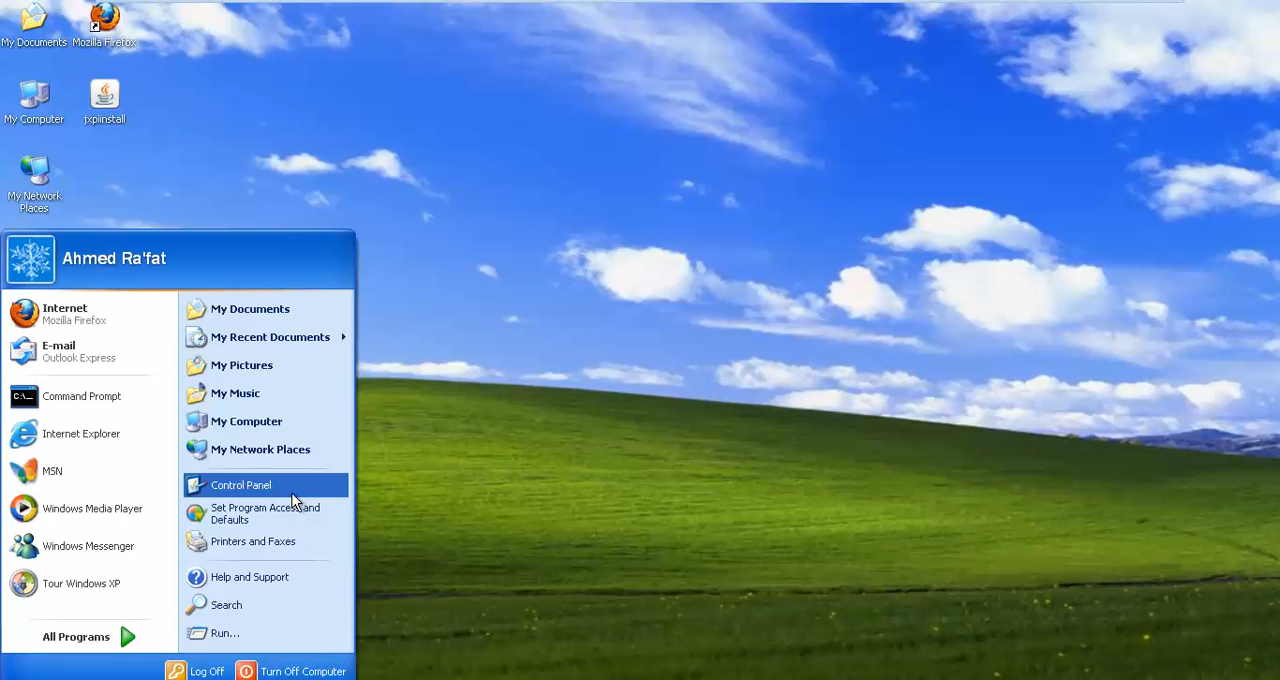 My Documents
Mozilla Firefox
My Computer
jxpiinstall
My Network
Places
Ahmed Ra'fat
Internet
Mozilla Firefox
E-mail
Outlook Express
Command Prompt
Internet Explorer
MSN
Windows Media Player
Windows Messenger
Tour Windows XP
All Programs
My Documents
My Recent Documents
My Pictures
My Music
My Computer
My Network Places
Control Panel
Set Program Access and
Defaults
Printers and Faxes
Help and Support
Search
Run...
Log Off
Turn Off Computer